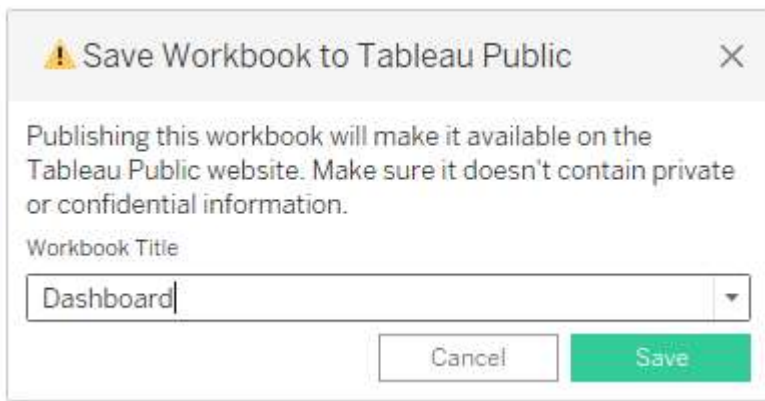 Save Workbook to Tableau Public
Publishing this workbook will make it available on the
Tableau Public website. Make sure it doesn't contain private
or confidential information.
Workbook Title
Dashboard
Cancel
Save